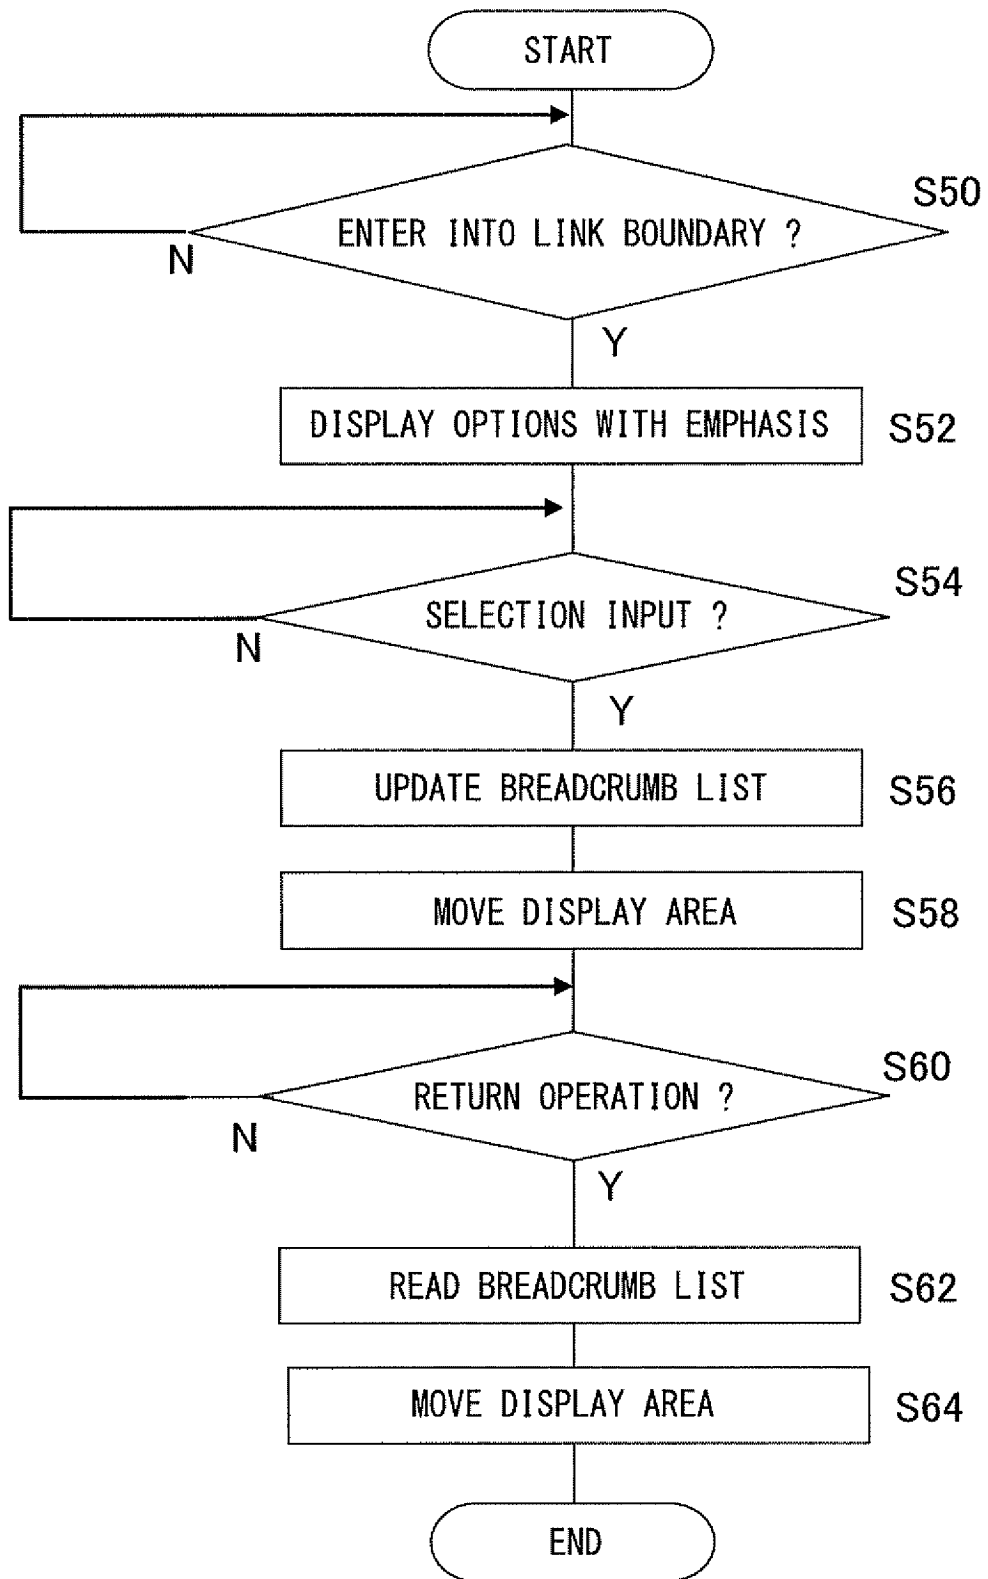 START
S50
ENTER INTO LINK BOUNDARY ?
N
Y
DISPLAY OPTIONS WITH EMPHASIS
S52
S54
SELECTION INPUT ?
N
Y
UPDATE BREADCRUMB LIST
S56
MOVE DISPLAY AREA
S58
S60
RETURN OPERATION ?
N
Y
READ BREADCRUMB LIST
S62
MOVE DISPLAY AREA
S64
END